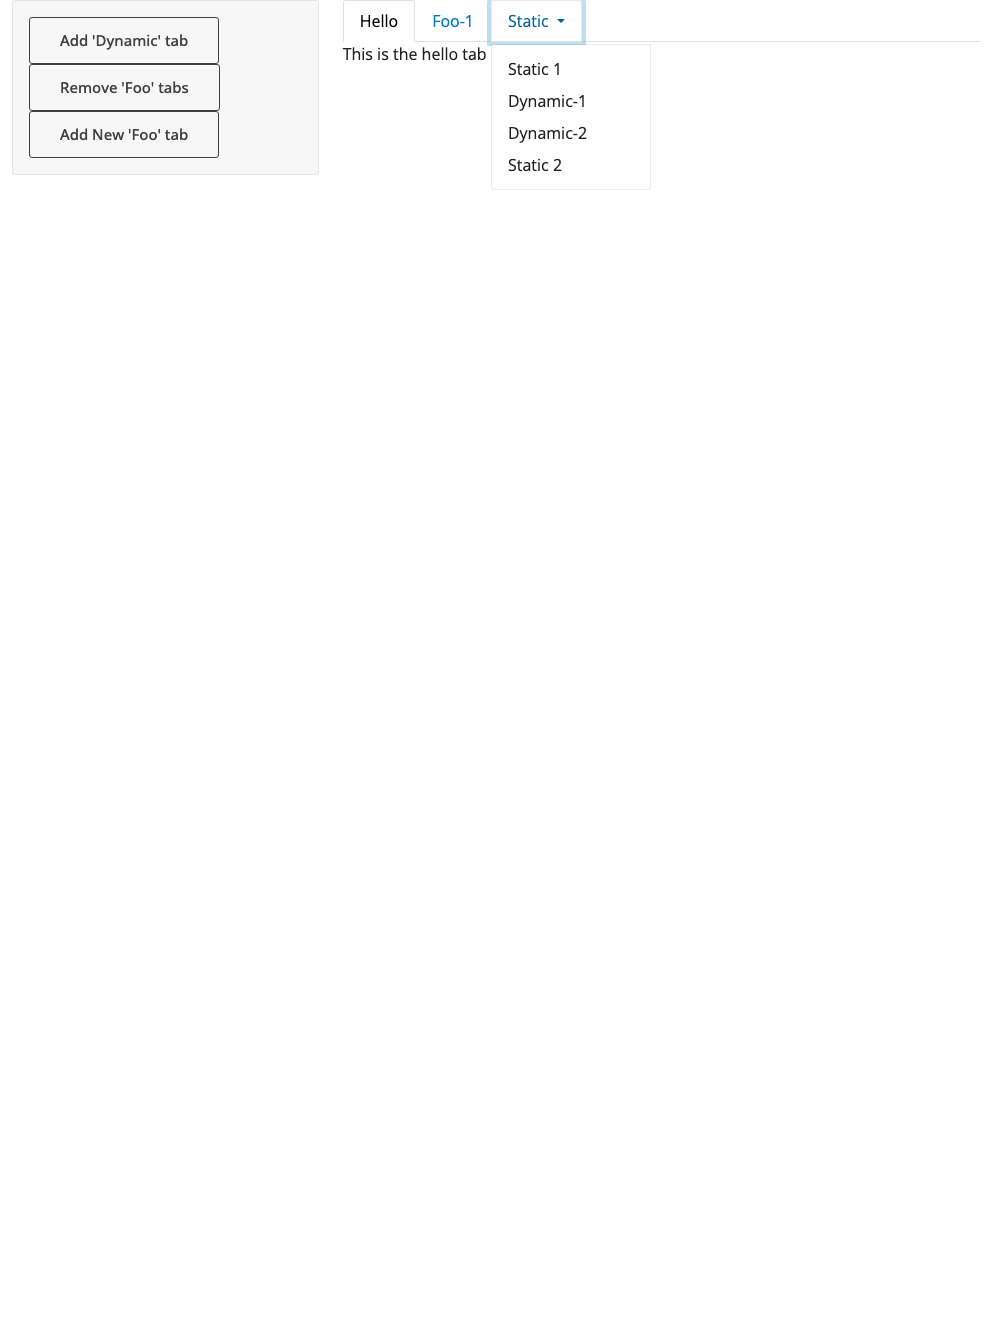 Add 'Dynamic' tab
Remove 'Foo' tabs
Add New 'Foo' tab
Hello
Foo-1
Static
This is the hello tab
Static 1
Dynamic-1
Dynamic-2
Static 2